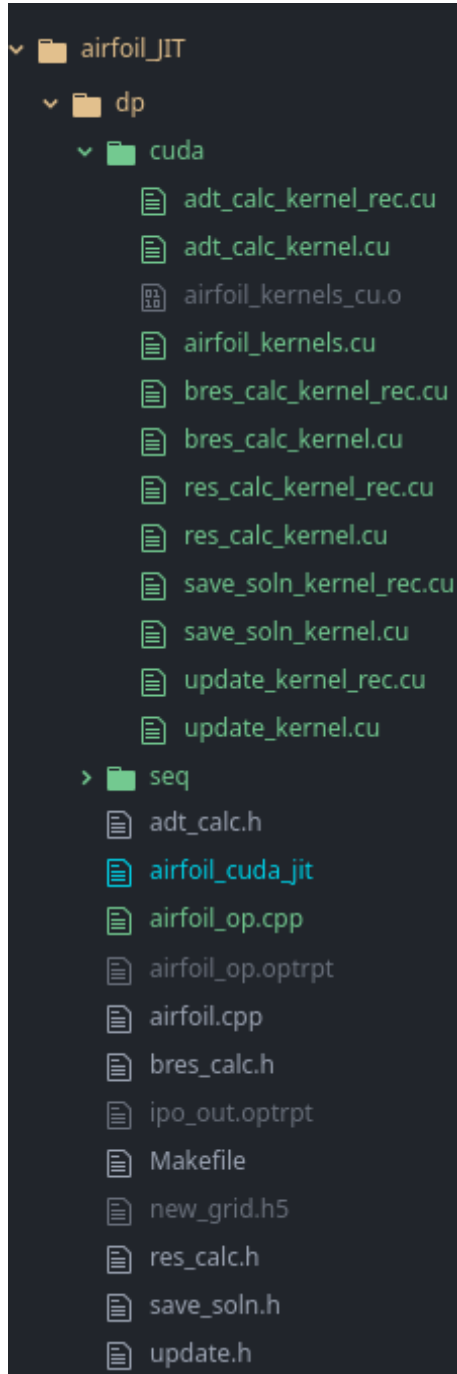 airfoil_JIT
dp
cuda
adt_calc_kernel_rec.cu
adt_calc_kernel.cu
airfoil_kernels_cu.o
airfoil_kernels.cu
bres_calc_kernel_rec.cu
bres_calc_kernel.cu
res_calc_kernel_rec.cu
res_calc_kernel.cu
save_soln_kernel_rec.cu
save_soln_kernel.cu
update_kernel_rec.cu
update_kernel.cu
seq
adt_calc.h
airfoil_cuda_jit
airfoil_op.cpp
airfoil_op.optrpt
airfoil.cpp
bres_calc.h
ipo_out.optrpt
Makefile
new_grid.h5
res_calc.h
save_soln.h
update.h